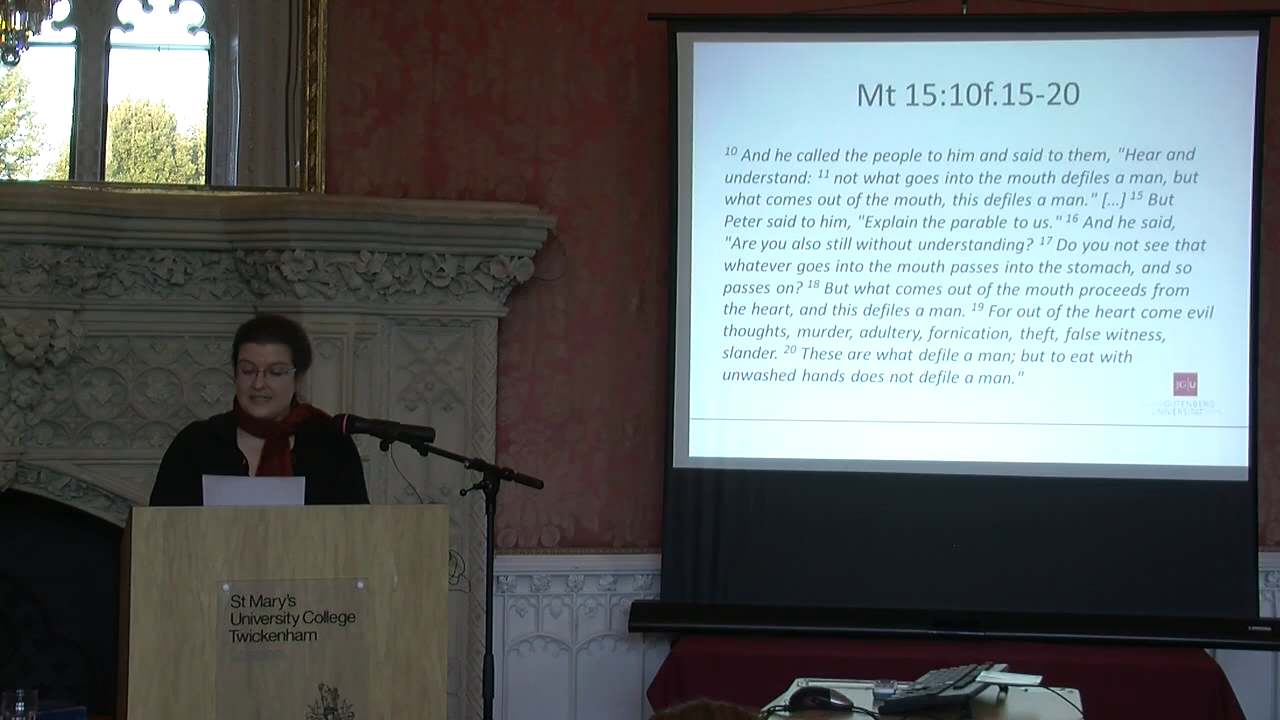 Mt 15:10f.15-20
10 And he called the people to him and said to them, "Hear and
understand: 11 not what goes into the mouth defiles a man, but
what comes out of the mouth, this defiles a man." [...] 15 But
Peter said to him, "Explain the parable to us." 16 And he said,
"Are you also still without understanding? 17 Do you not see that
whatever goes into the mouth passes into the stomach, and so
passes on? 18 But what comes out of the mouth proceeds from
the heart, and this defiles a man. 19 For out of the heart come evil
thoughts, murder, adultery, fornication, theft, false witness,
slander. 20 These are what defile a man; but to eat with
unwashed hands does not defile a man."
JG|U
GUTENBERG
UNIVERSITÄT
St Mary's
University College
Twickenham